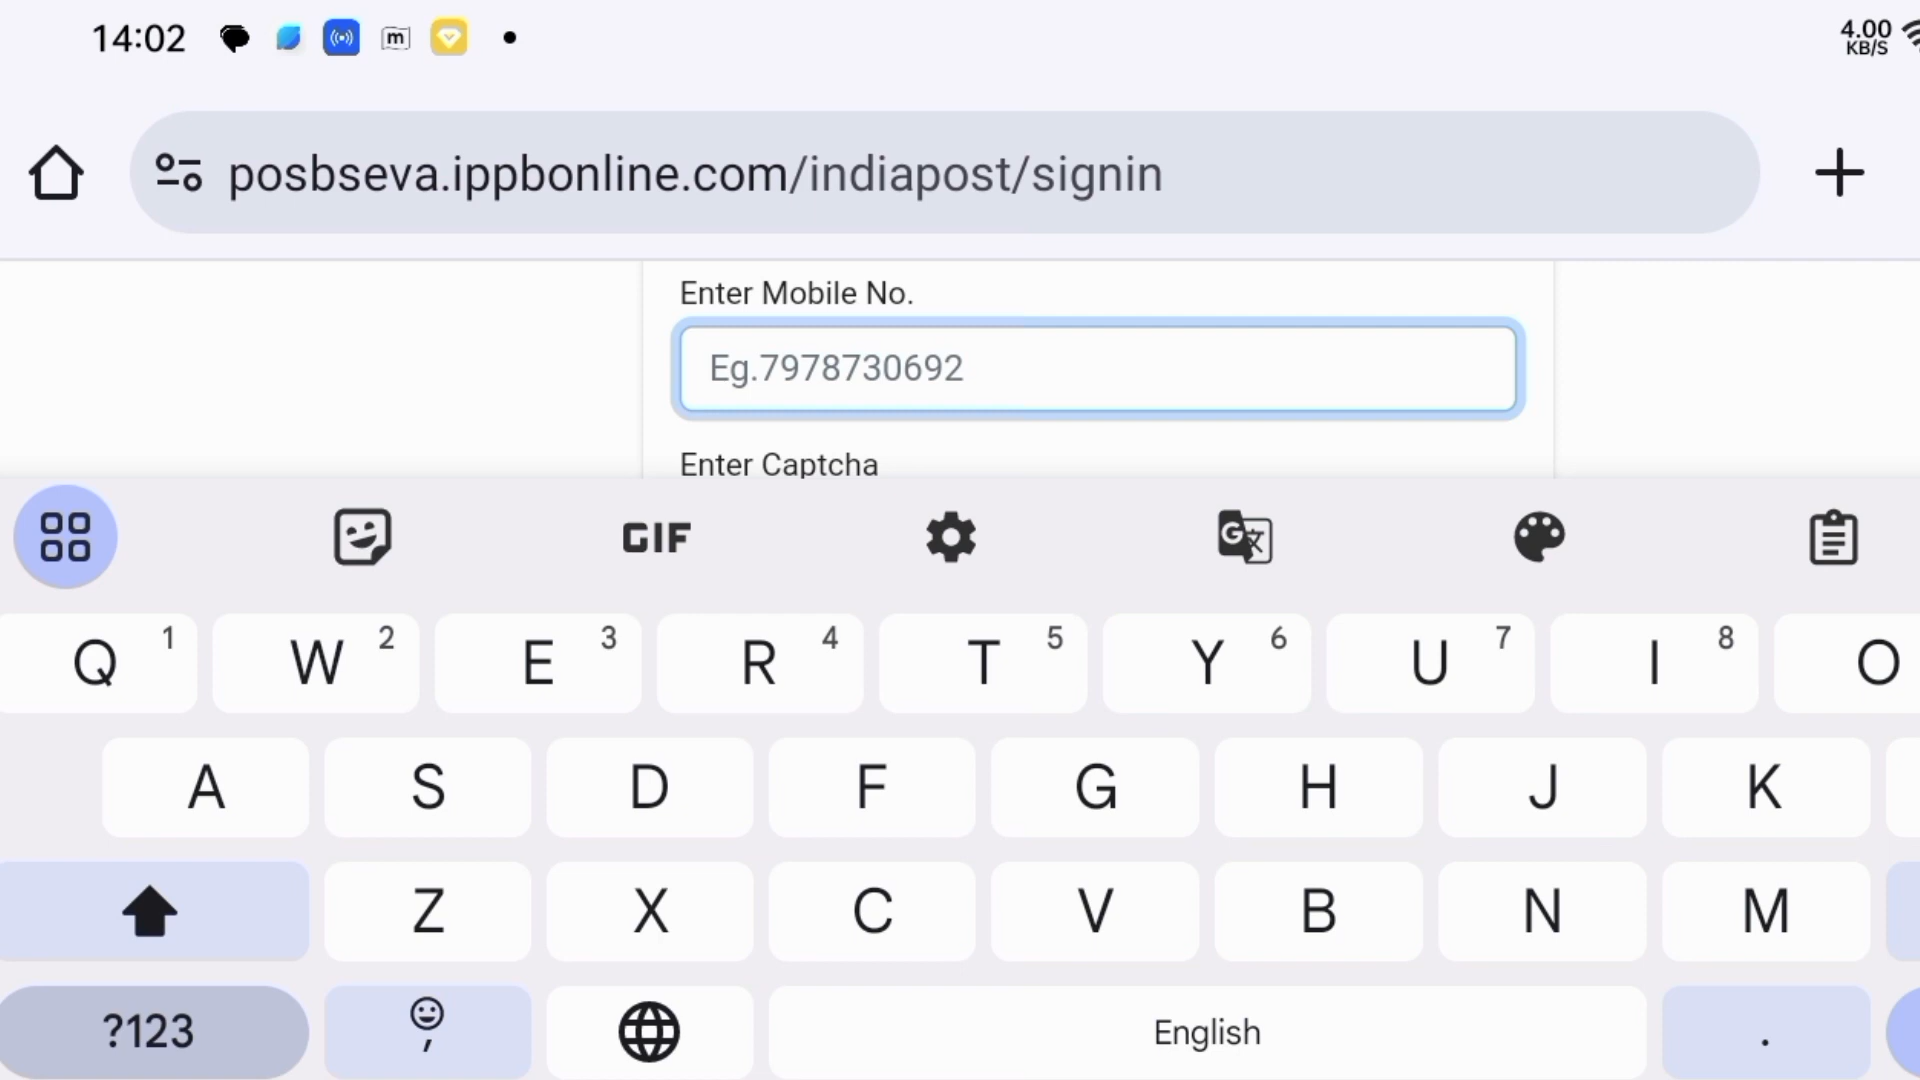 14:02 m 4.00
KB/S
posbseva.ippbonline.com/indiapost/signin
Enter Mobile No.
Eg.7978730692
Enter Captcha
GIF G
Q 1 W 2 E 3 R 4 T 5 Y 6 U 7 I 8 O
A S D F G H J K
Z X C V B N M
?123 , English .